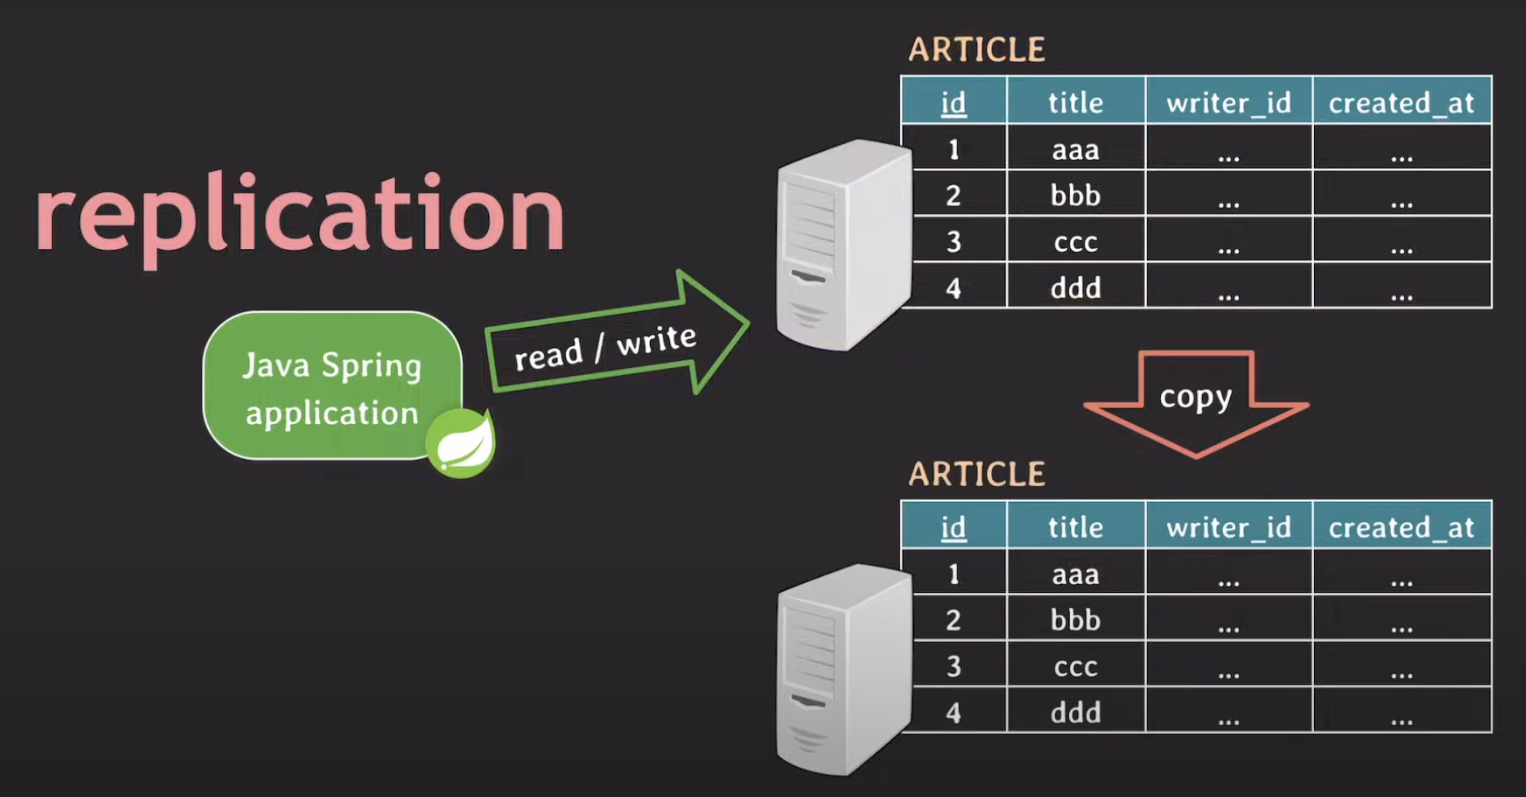 replication
Java Spring
application
read / write
ARTICLE
id title writer_id created_at
1 aaa ... ...
2 bbb ... ...
3 ccc ... ...
4 ddd ... ...
copy
ARTICLE
id title writer_id created_at
1 aaa ... ...
2 bbb ... ...
3 ccc ... ...
4 ddd ... ...